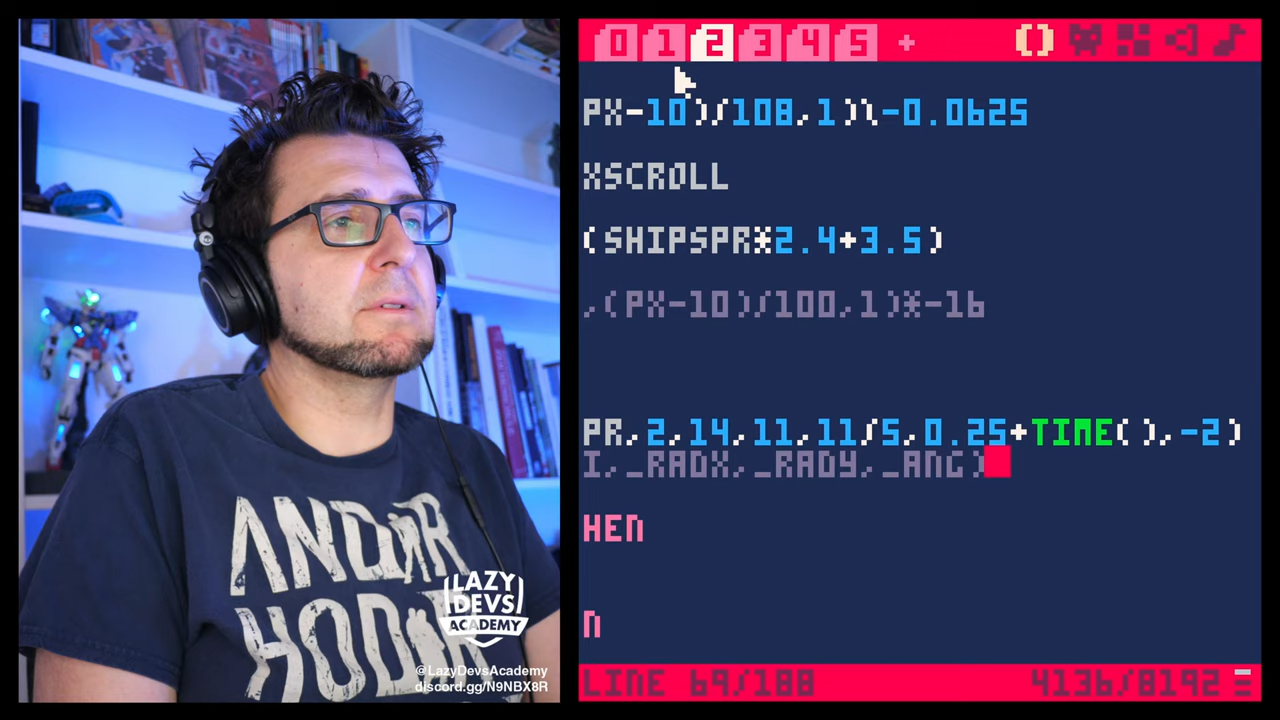 0 1 2 3 4 5 +
PX-10)/108,1)\-0.0625
XSCROLL
(SHIPSPR*2.4+3.5)
,(PX-10)/100,1)*-16
PR,2,14,11,11/5,0.25+TIME(),-2)
I,_RADX,_RADY,_ANG)
HEN
N
LINE 69/188
4136/8192
ANDOR
LAZY
DEVS
ACADEMY
@LazyDevsAcademy
discord.gg/N9NBX8R